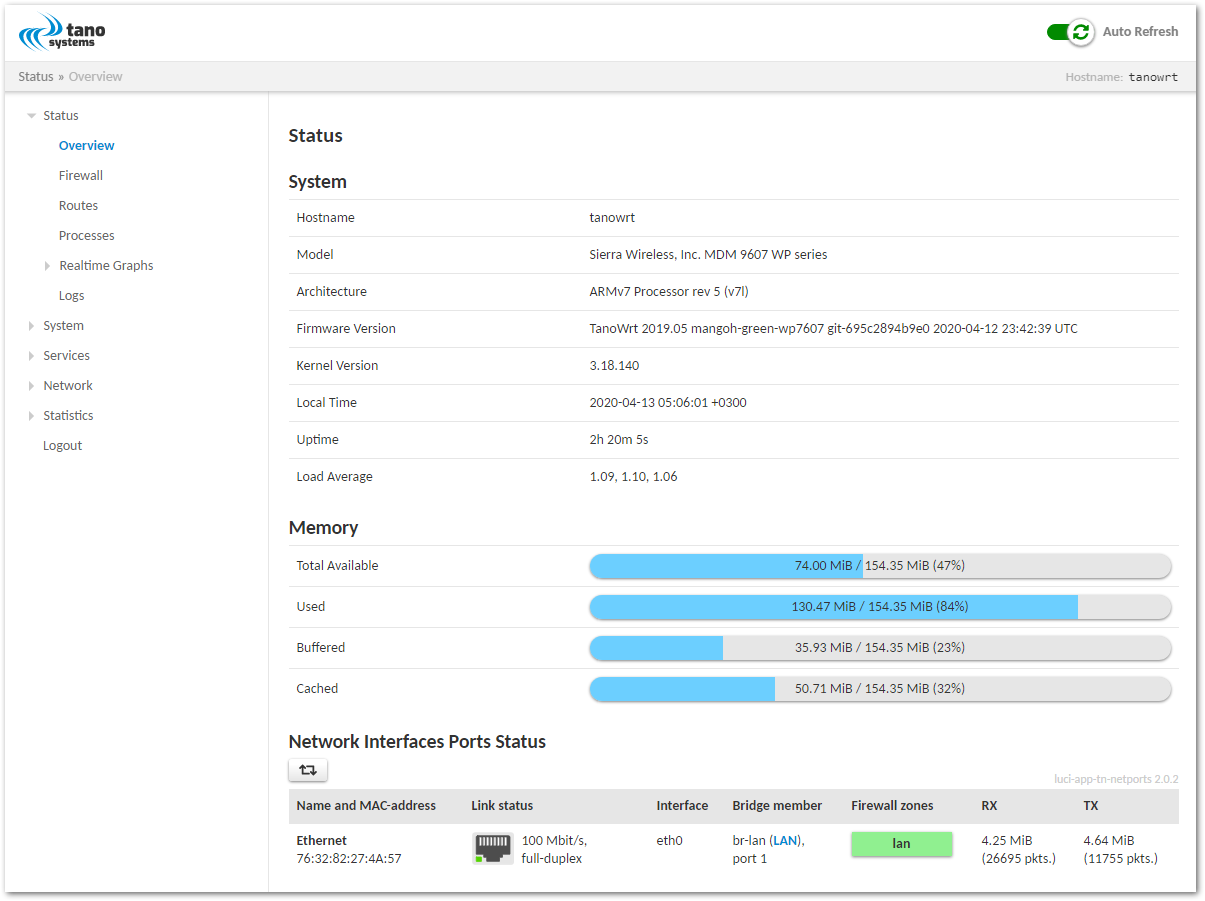 tano
systems
Auto Refresh
Status » Overview
Hostname: tanowrt
Status
Overview
Firewall
Routes
Processes
Realtime Graphs
Logs
System
Services
Network
Statistics
Logout
Status
System
Hostname tanowrt
Model Sierra Wireless, Inc. MDM 9607 WP series
Architecture ARMv7 Processor rev 5 (v7l)
Firmware Version TanoWrt 2019.05 mangoh-green-wp7607 git-695c2894b9e0 2020-04-12 23:42:39 UTC
Kernel Version 3.18.140
Local Time 2020-04-13 05:06:01 +0300
Uptime 2h 20m 5s
Load Average 1.09, 1.10, 1.06
Memory
Total Available 74.00 MiB / 154.35 MiB (47%)
Used 130.47 MiB / 154.35 MiB (84%)
Buffered 35.93 MiB / 154.35 MiB (23%)
Cached 50.71 MiB / 154.35 MiB (32%)
Network Interfaces Ports Status
luci-app-tn-netports 2.0.2
Name and MAC-address Link status Interface Bridge member Firewall zones RX TX
Ethernet 100 Mbit/s, eth0 br-lan (LAN), lan 4.25 MiB 4.64 MiB
76:32:82:27:4A:57 full-duplex port 1 (26695 pkts.) (11755 pkts.)